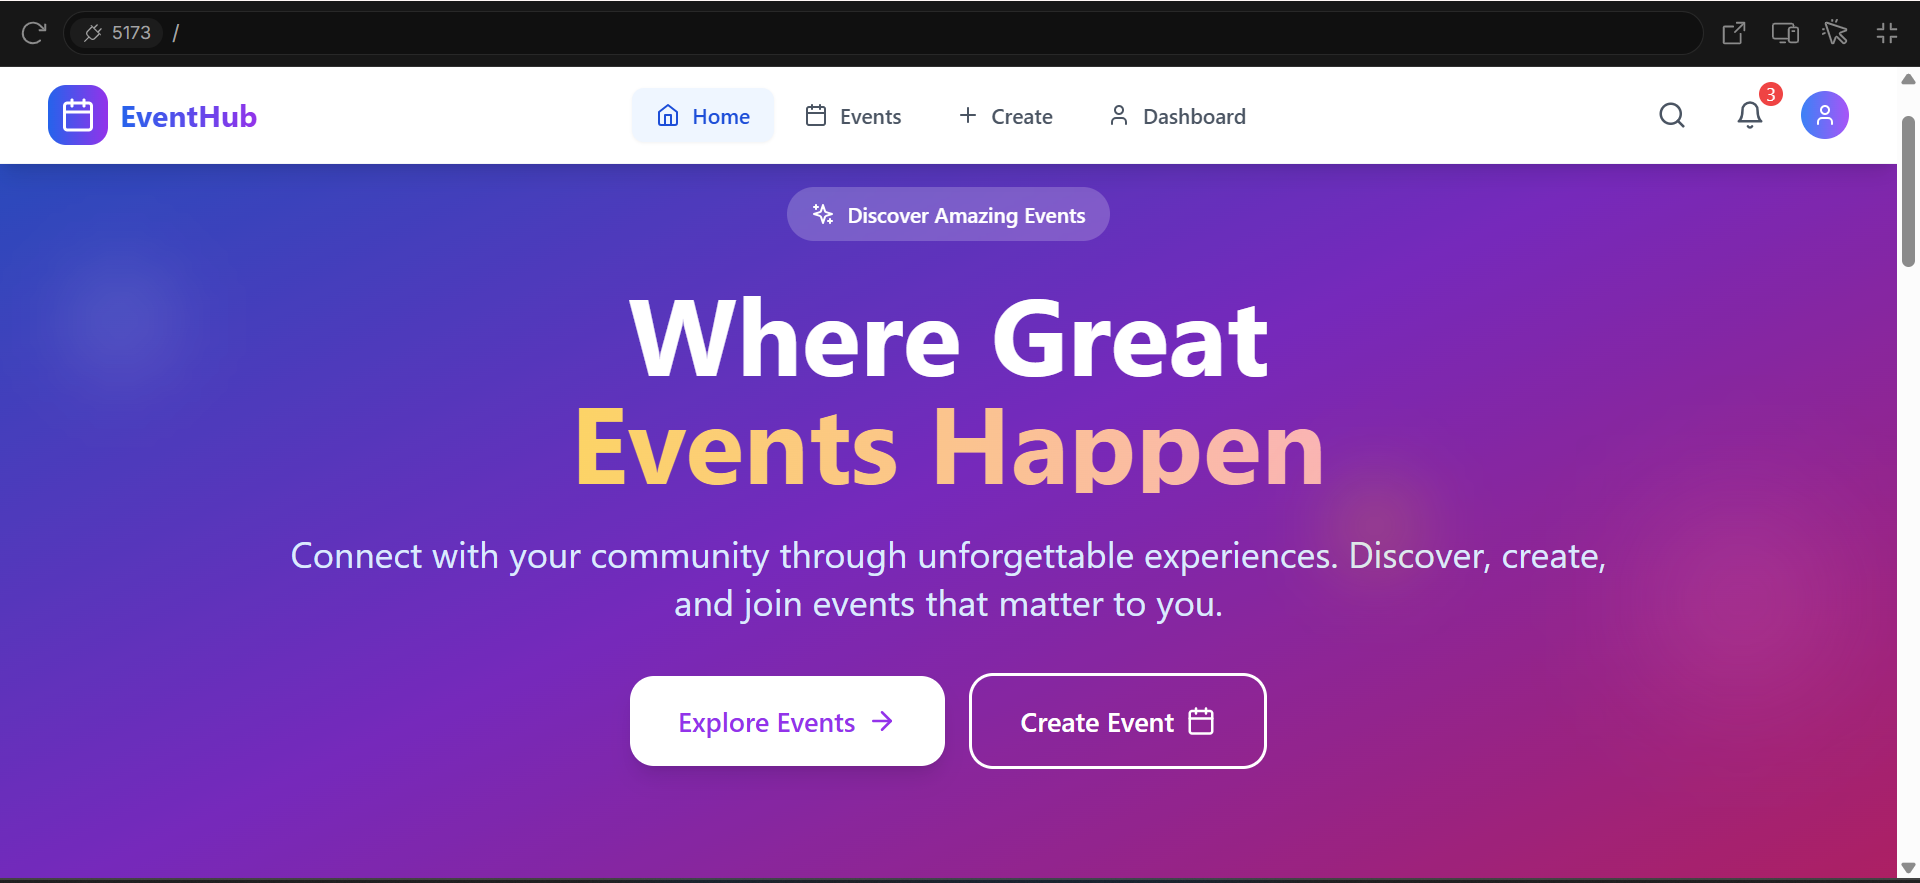 5173 /
EventHub
Home Events Create Dashboard
3
Discover Amazing Events
Where Great
Events Happen
Connect with your community through unforgettable experiences. Discover, create,
and join events that matter to you.
Explore Events Create Event